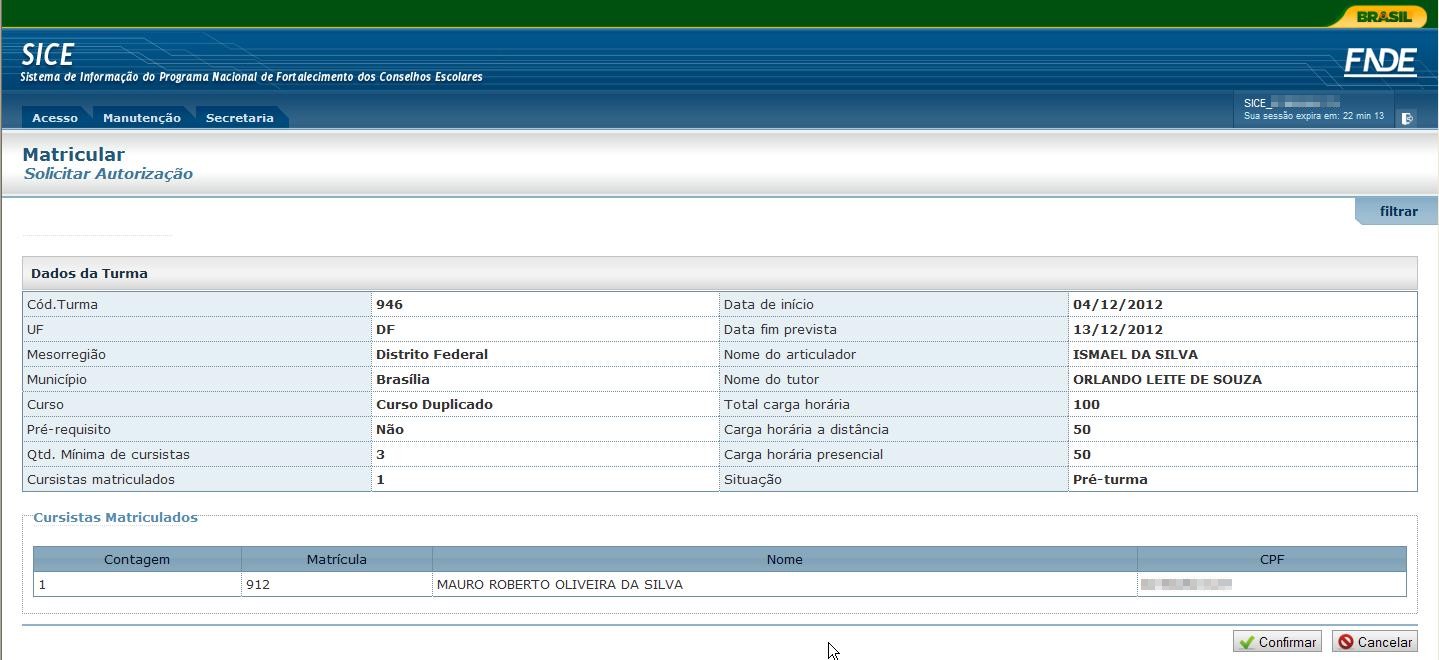 BRASIL
SICE
Sistema de Informação do Programa Nacional de Fortalecimento dos Conselhos Escolares
FNDE
Acesso Manutenção Secretaria
SICE_
Sua sessão expira em: 22 min 13
Matricular
Solicitar Autorização
filtrar
Dados da Turma
Cód.Turma 946 Data de início 04/12/2012
UF DF Data fim prevista 13/12/2012
Mesorregião Distrito Federal Nome do articulador ISMAEL DA SILVA
Município Brasília Nome do tutor ORLANDO LEITE DE SOUZA
Curso Curso Duplicado Total carga horária 100
Pré-requisito Não Carga horária a distância 50
Qtd. Mínima de cursistas 3 Carga horária presencial 50
Cursistas matriculados 1 Situação Pré-turma
Cursistas Matriculados
Contagem Matrícula Nome CPF
1 912 MAURO ROBERTO OLIVEIRA DA SILVA
Confirmar Cancelar